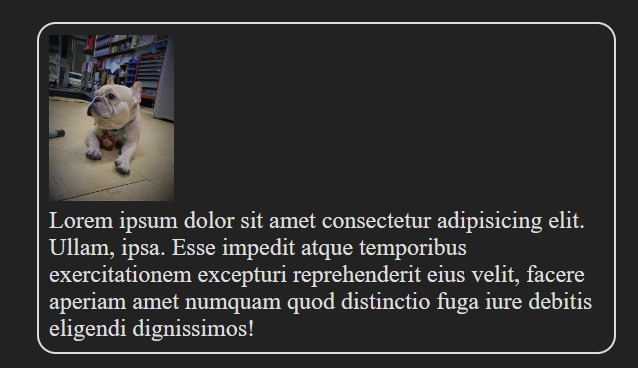 Lorem ipsum dolor sit amet consectetur adipisicing elit.
Ullam, ipsa. Esse impedit atque temporibus
exercitationem excepturi reprehenderit eius velit, facere
aperiam amet numquam quod distinctio fuga iure debitis
eligendi dignissimos!